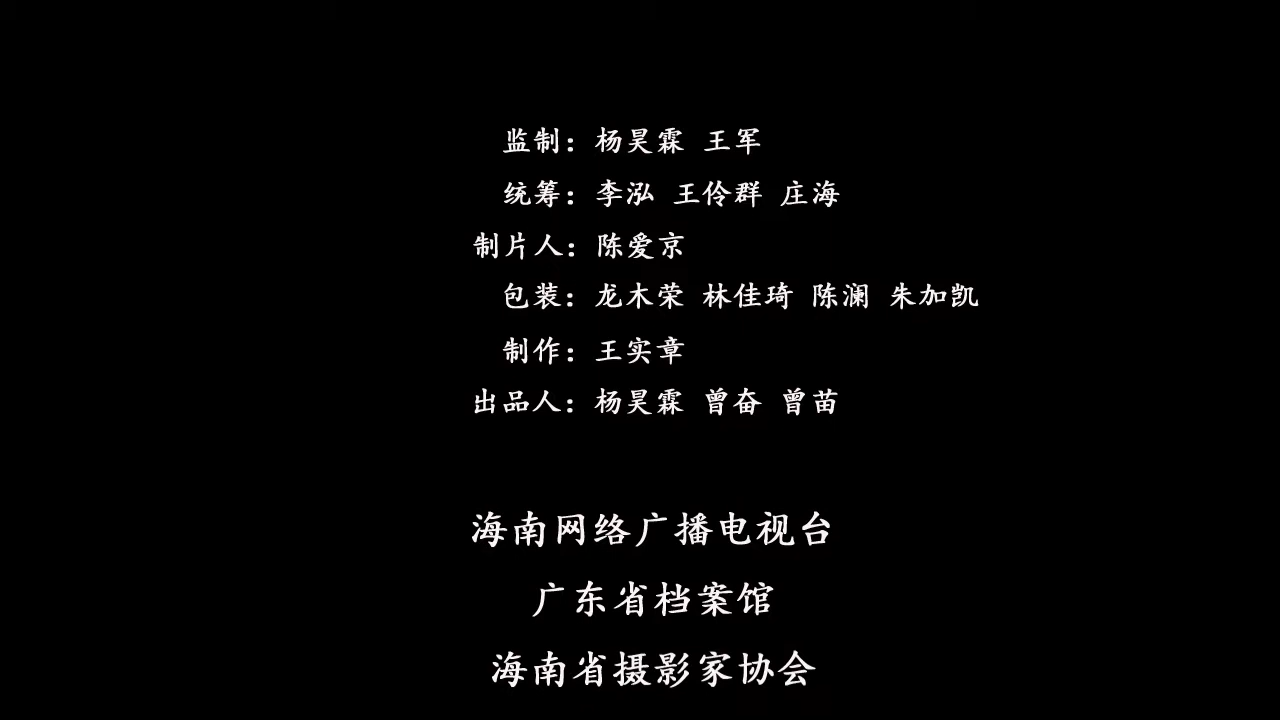 监制：杨昊霖 王军
统筹：李泓 王伶群 庄海
制片人：陈爱京
包装：龙木荣 林佳琦 陈澜 朱加凯
制作：王实章
出品人：杨昊霖 曾奋 曾苗
海南网络广播电视台
广东省档案馆
海南省摄影家协会